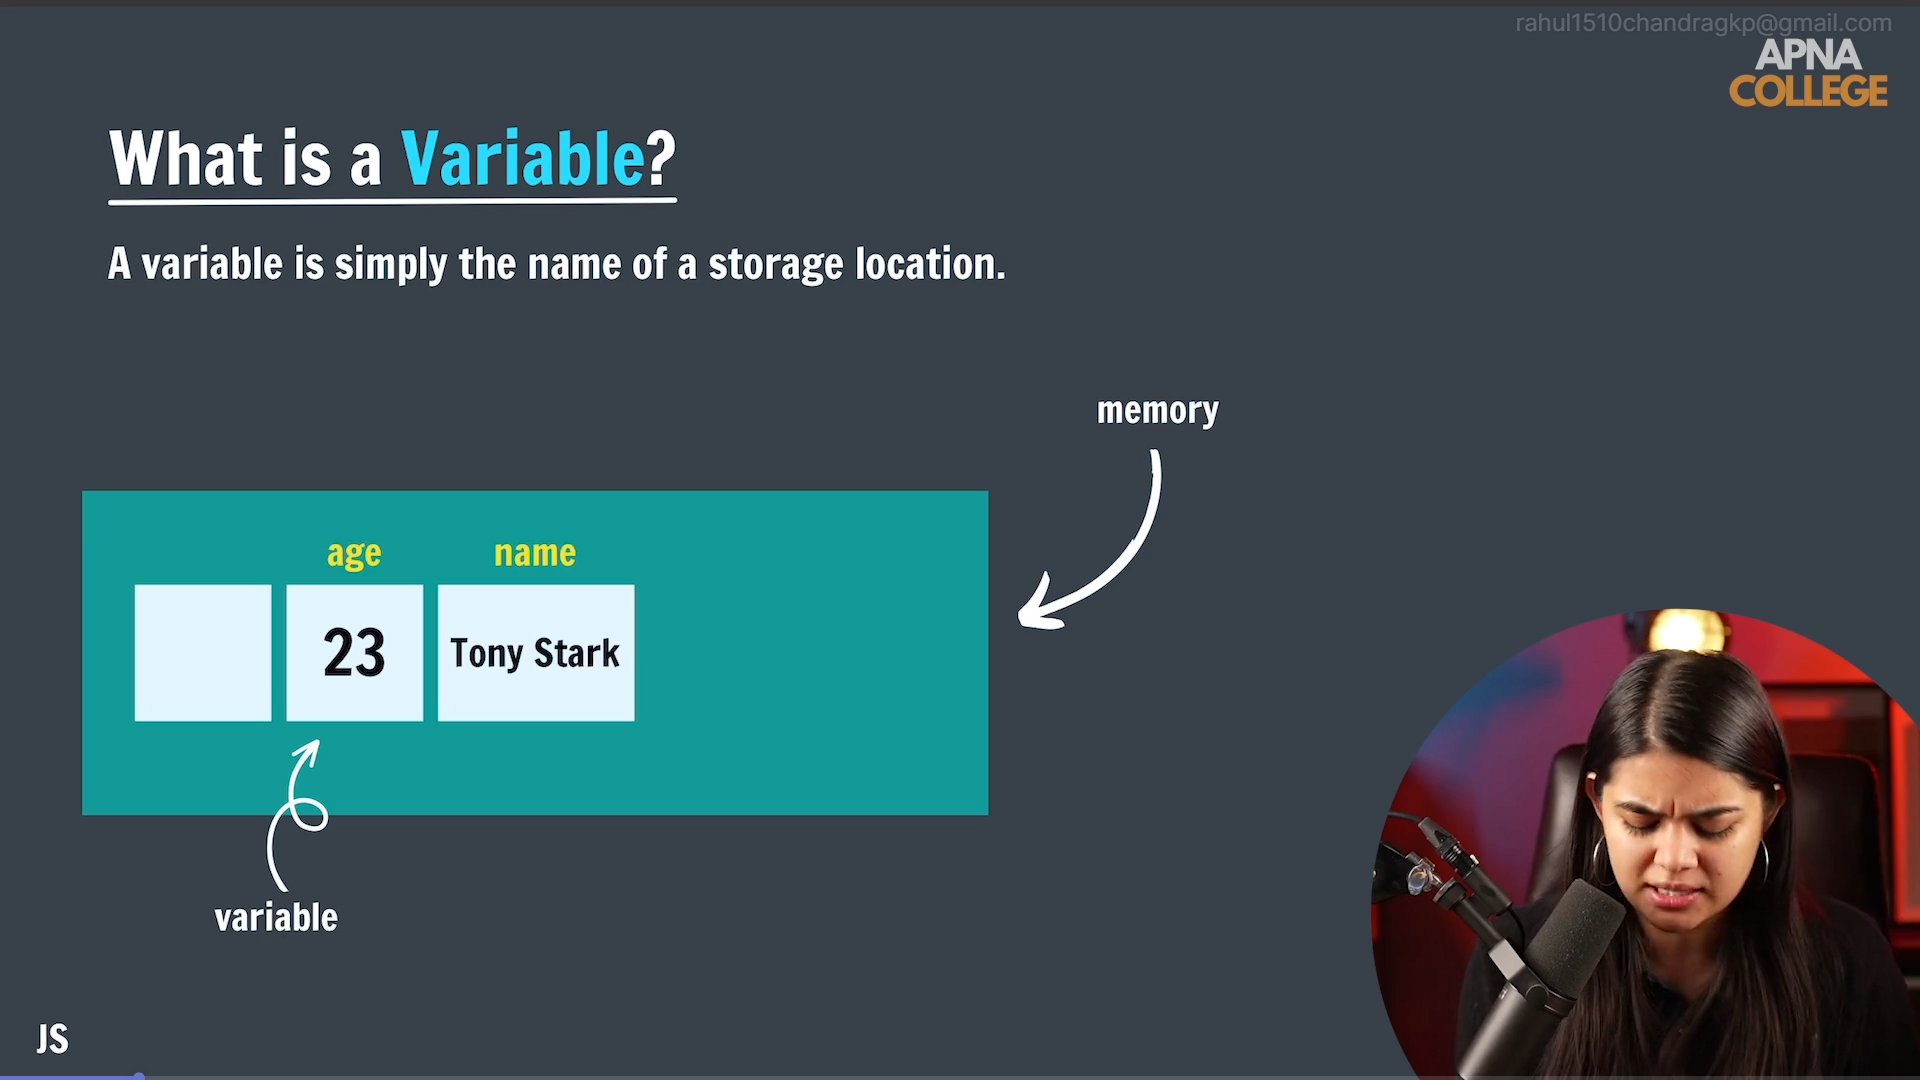 rahul1510chandragkp@gmail.com
APNA
COLLEGE
What is a Variable?
A variable is simply the name of a storage location.
memory
age name
23 Tony Stark
variable
JS